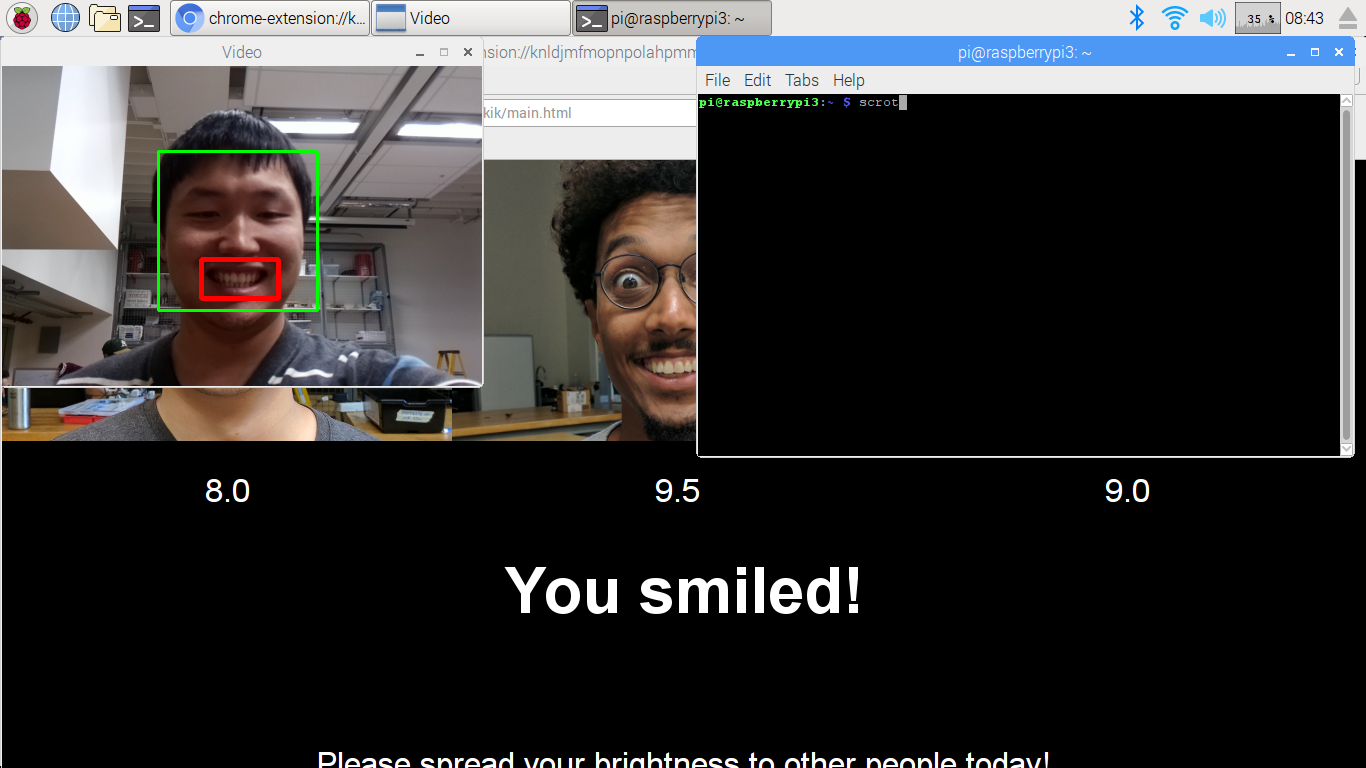 chrome-extension://k...
Video
pi@raspberrypi3: ~
35 %
08:43
Video
nsion://knldjmfmopnpolahpmm
pi@raspberrypi3: ~
File Edit Tabs Help
kik/main.html
pi@raspberrypi3:~ $ scrot
8.0
9.5
9.0
You smiled!
Please spread your brightness to other people today!